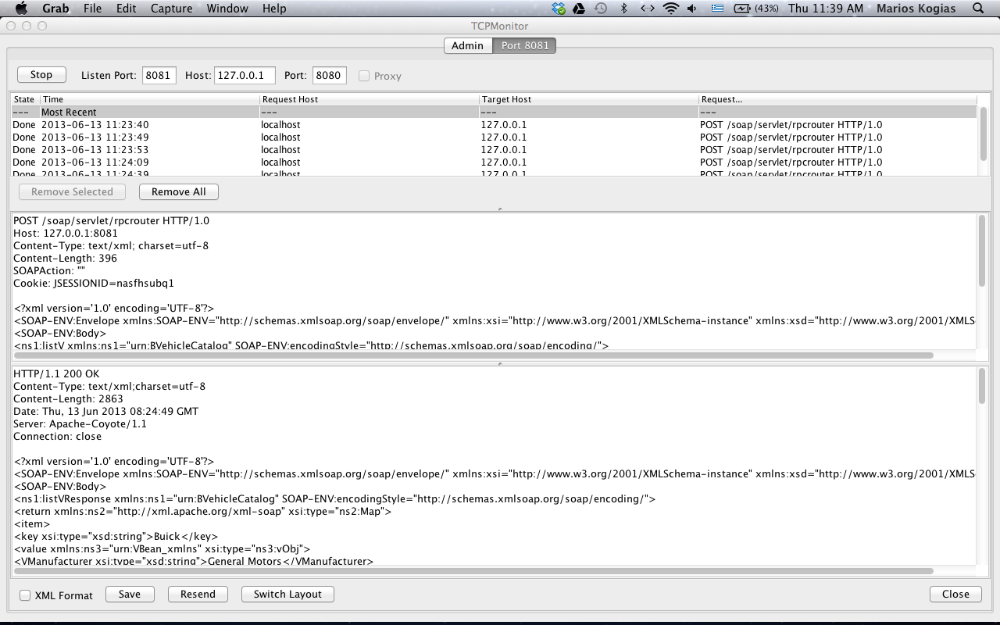 Grab File Edit Capture Window Help (43%) Thu 11:39 AM Marios Kogias
TCPMonitor
Admin Port 8081
Stop Listen Port: 8081 Host: 127.0.0.1 Port: 8080 Proxy
State Time Request Host Target Host Request...
--- Most Recent --- --- ---
Done 2013-06-13 11:23:40 localhost 127.0.0.1 POST /soap/servlet/rpcrouter HTTP/1.0
Done 2013-06-13 11:23:49 localhost 127.0.0.1 POST /soap/servlet/rpcrouter HTTP/1.0
Done 2013-06-13 11:23:53 localhost 127.0.0.1 POST /soap/servlet/rpcrouter HTTP/1.0
Done 2013-06-13 11:24:09 localhost 127.0.0.1 POST /soap/servlet/rpcrouter HTTP/1.0
Done 2013-06-13 11:24:39 localhost 127.0.0.1 POST /soap/servlet/rpcrouter HTTP/1.0
Remove Selected Remove All
POST /soap/servlet/rpcrouter HTTP/1.0
Host: 127.0.0.1:8081
Content-Type: text/xml; charset=utf-8
Content-Length: 396
SOAPAction: ""
Cookie: JSESSIONID=nasfhsubq1
<?xml version='1.0' encoding='UTF-8'?>
<SOAP-ENV:Envelope xmlns:SOAP-ENV="http://schemas.xmlsoap.org/soap/envelope/" xmlns:xsi="http://www.w3.org/2001/XMLSchema-instance" xmlns:xsd="http://www.w3.org/2001/XMLS
<SOAP-ENV:Body>
<ns1:listV xmlns:ns1="urn:BVehicleCatalog" SOAP-ENV:encodingStyle="http://schemas.xmlsoap.org/soap/encoding/">
HTTP/1.1 200 OK
Content-Type: text/xml;charset=utf-8
Content-Length: 2863
Date: Thu, 13 Jun 2013 08:24:49 GMT
Server: Apache-Coyote/1.1
Connection: close
<?xml version='1.0' encoding='UTF-8'?>
<SOAP-ENV:Envelope xmlns:SOAP-ENV="http://schemas.xmlsoap.org/soap/envelope/" xmlns:xsi="http://www.w3.org/2001/XMLSchema-instance" xmlns:xsd="http://www.w3.org/2001/XMLS
<SOAP-ENV:Body>
<ns1:listVResponse xmlns:ns1="urn:BVehicleCatalog" SOAP-ENV:encodingStyle="http://schemas.xmlsoap.org/soap/encoding/">
<return xmlns:ns2="http://xml.apache.org/xml-soap" xsi:type="ns2:Map">
<item>
<key xsi:type="xsd:string">Buick</key>
<value xmlns:ns3="urn:VBean_xmlns" xsi:type="ns3:vObj">
<VManufacturer xsi:type="xsd:string">General Motors</VManufacturer>
XML Format Save Resend Switch Layout Close